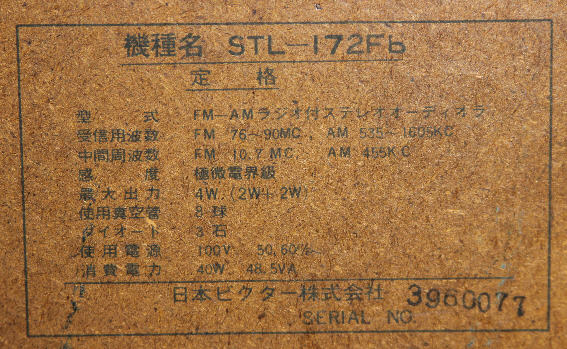 機種名 STL-172Fb
定格
型式 FM-AMラジオ付ステレオオーディオラ
受信用波数 FM 76~90MC., AM 535~1605KC
中間周波数 FM 10.7MC., AM 455KC
感度 極微電界級
最大出力 4W.(2W+2W)
使用真空管 8球
ダイオード 3石
使用電源 100V 50,60%
消費電力 40W. 48.5VA
日本ビクター株式会社 3960077
SERIAL NO.